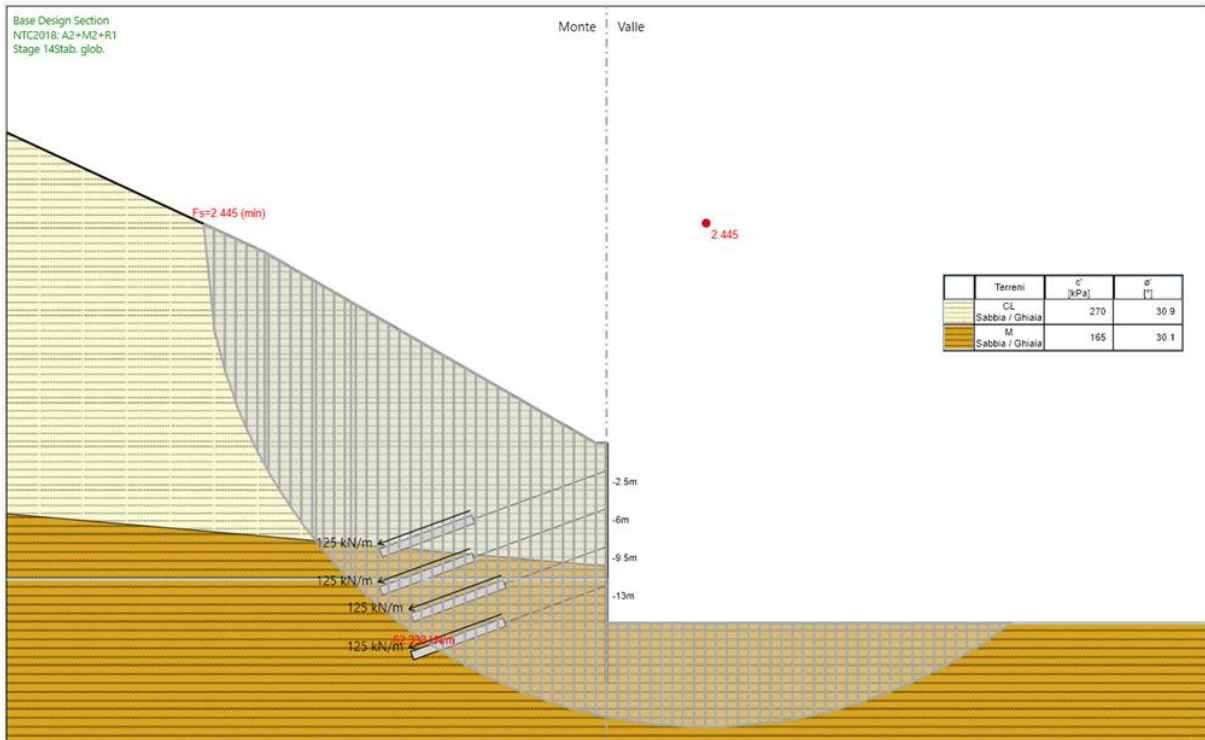 Base Design Section
NTC2018: A2+M2+R1
Stage 14Stab. glob.
Monte
Valle
Fs=2.445 (min)
2.445
Terreni c' ø'
[kPa] [°]
CL
Sabbia / Ghiaia 270 30.9
M
Sabbia / Ghiaia 165 30.1
-2.5m
-6m
-9.5m
-13m
125 kN/m
125 kN/m
125 kN/m
125 kN/m